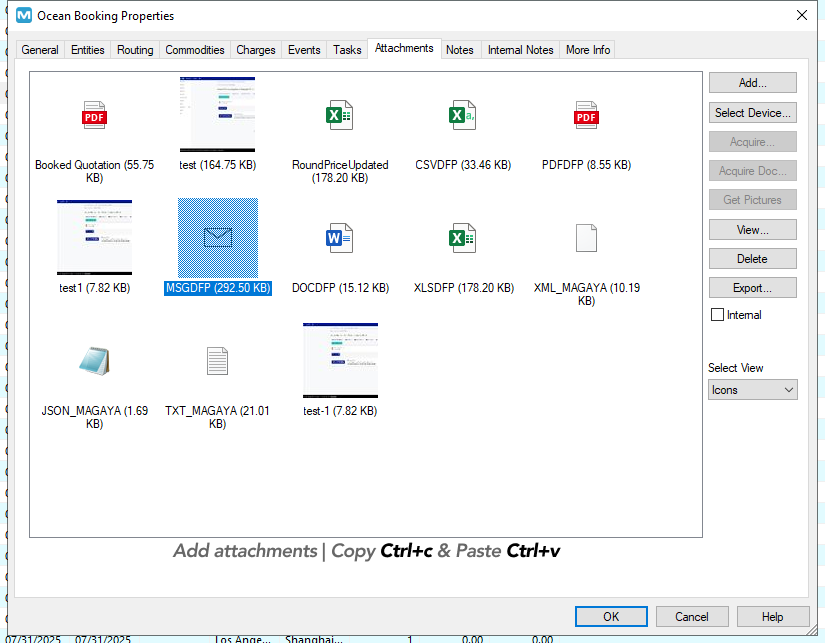 Ocean Booking Properties
General Entities Routing Commodities Charges Events Tasks Attachments Notes Internal Notes More Info
Add...
Select Device...
Acquire...
Acquire Doc...
Get Pictures
View...
Delete
Export...
Internal
Select View
Icons
PDF
Booked Quotation (55.75
KB)
test (164.75 KB)
RoundPriceUpdated
(178.20 KB)
CSVDFP (33.46 KB)
PDF
PDFDFP (8.55 KB)
test1 (7.82 KB)
MSGDFP (292.50 KB)
DOCDFP (15.12 KB)
XLSDFP (178.20 KB)
XML_MAGAYA (10.19
KB)
JSON_MAGAYA (1.69
KB)
TXT_MAGAYA (21.01
KB)
test-1 (7.82 KB)
Add attachments | Copy Ctrl+c & Paste Ctrl+v
OK Cancel Help
07/31/2025 07/31/2025 Los Ange... Shanghai... 1 0.00 0.00